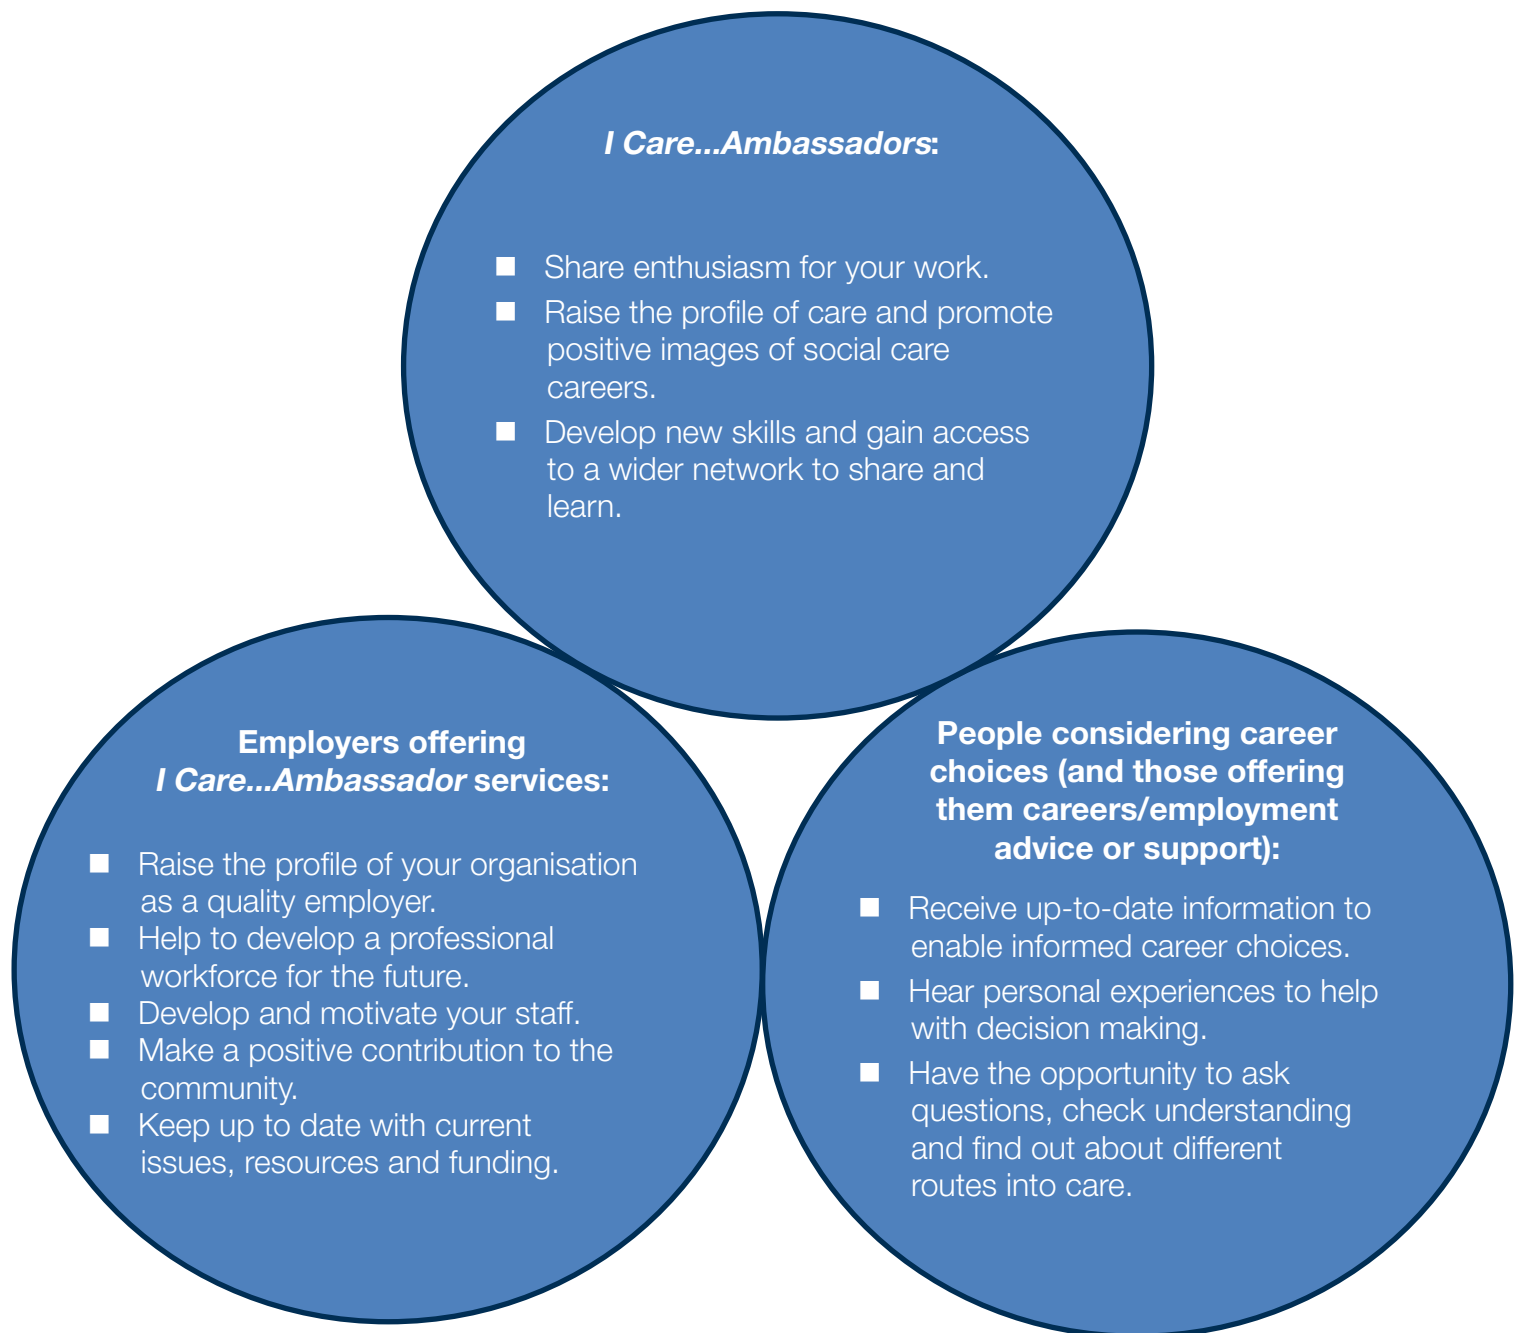 I Care...Ambassadors:
■ Share enthusiasm for your work.
■ Raise the profile of care and promote
positive images of social care
careers.
■ Develop new skills and gain access
to a wider network to share and
learn.
Employers offering
I Care...Ambassador services:
■ Raise the profile of your organisation
as a quality employer.
■ Help to develop a professional
workforce for the future.
■ Develop and motivate your staff.
■ Make a positive contribution to the
community.
■ Keep up to date with current
issues, resources and funding.
People considering career
choices (and those offering
them careers/employment
advice or support):
■ Receive up-to-date information to
enable informed career choices.
■ Hear personal experiences to help
with decision making.
■ Have the opportunity to ask
questions, check understanding
and find out about different
routes into care.